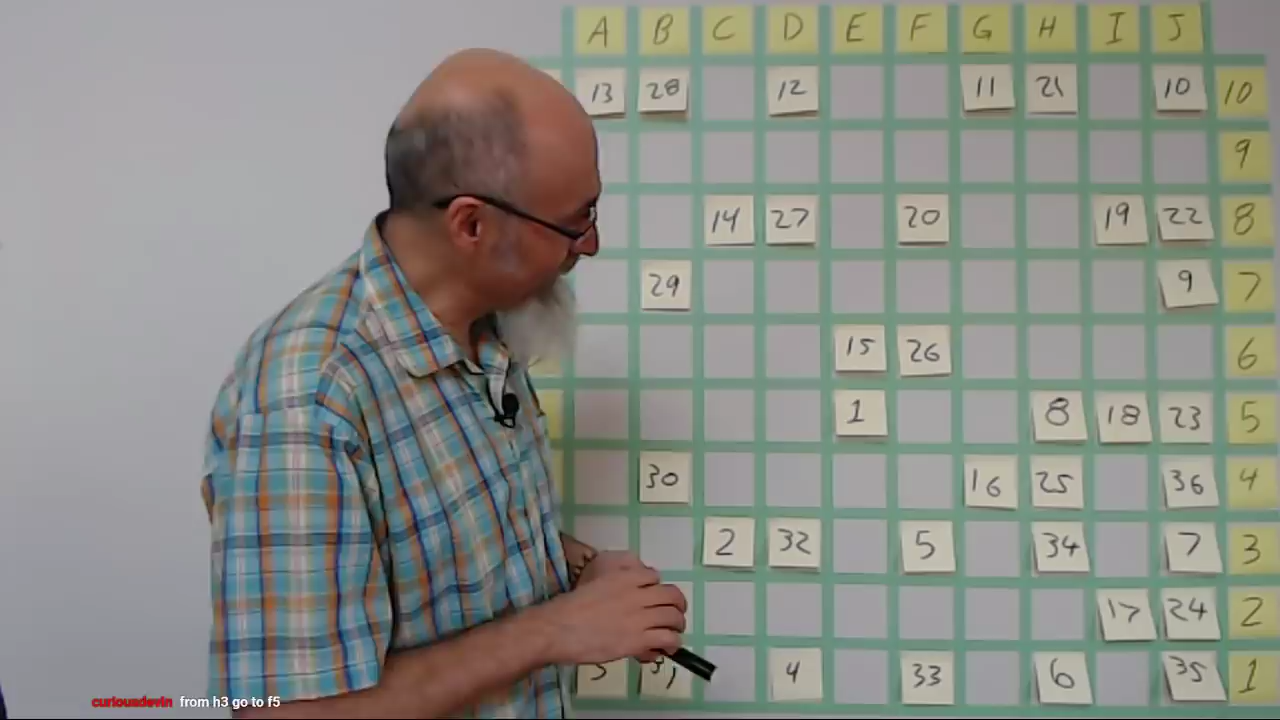 A B C D E F G H I J
13 28 12 11 21 10 10
9
14 27 20 19 22 8
29 9 7
15 26 6
1 8 18 23 5
30 16 25 36 4
2 32 5 34 7 3
17 24 2
4 33 6 35 1
curiousdevin from h3 go to f5